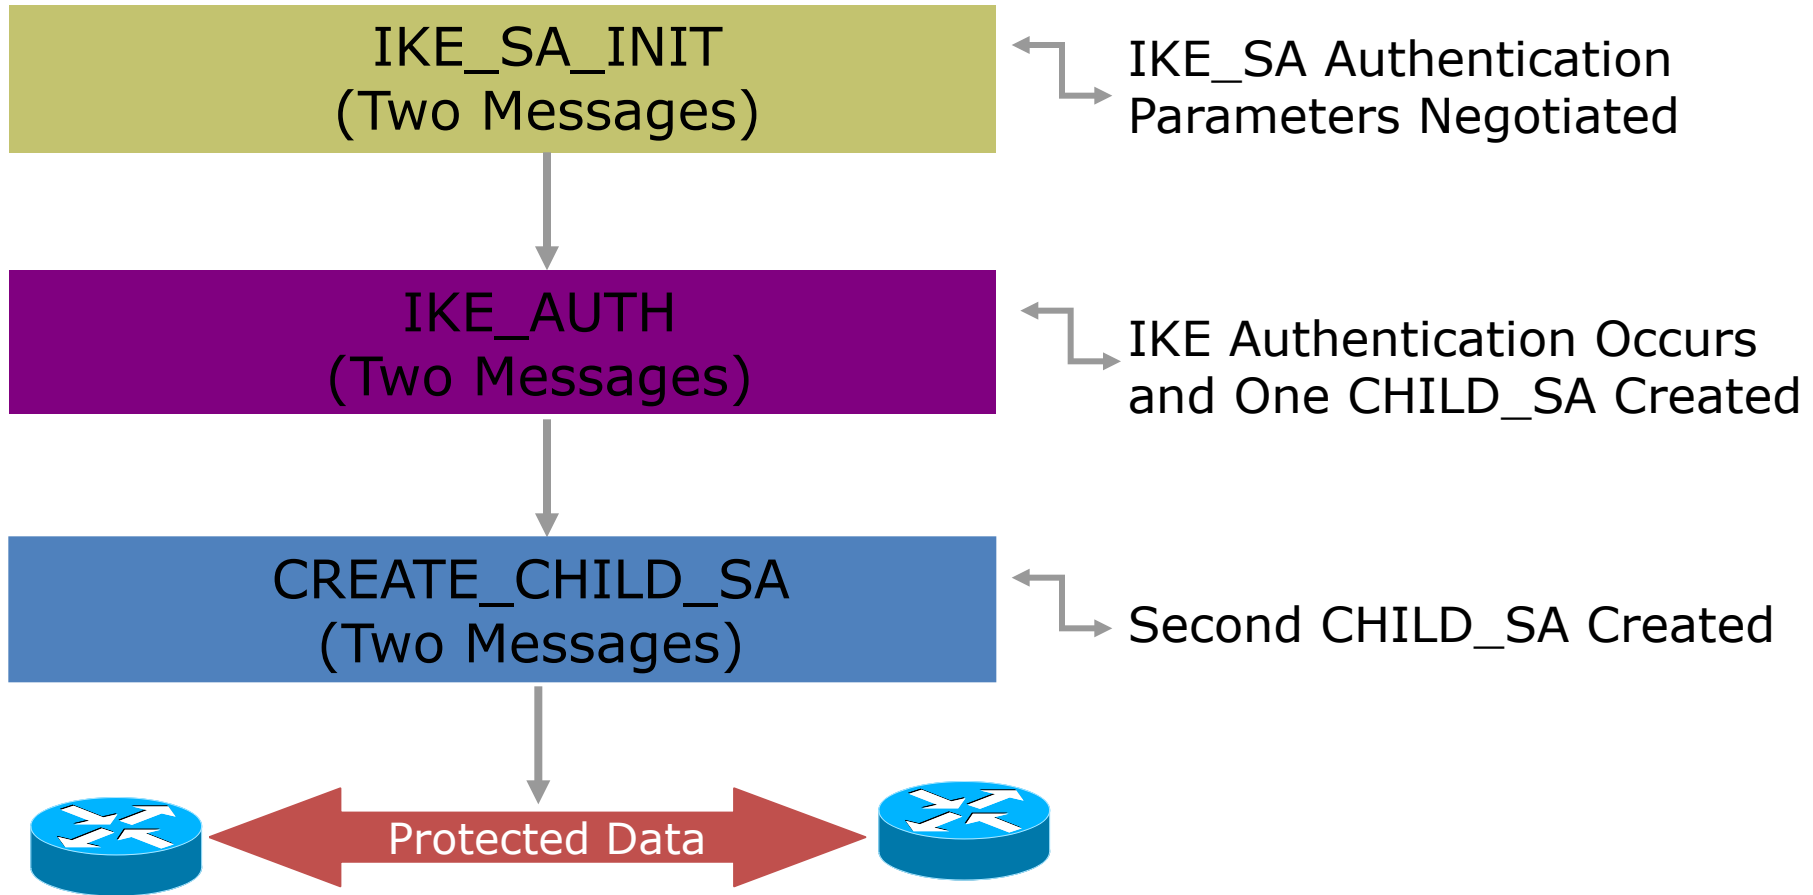 IKE_SA_INIT
(Two Messages)
IKE_SA Authentication
Parameters Negotiated
IKE_AUTH
(Two Messages)
IKE Authentication Occurs
and One CHILD_SA Created
CREATE_CHILD_SA
(Two Messages)
Second CHILD_SA Created
Protected Data